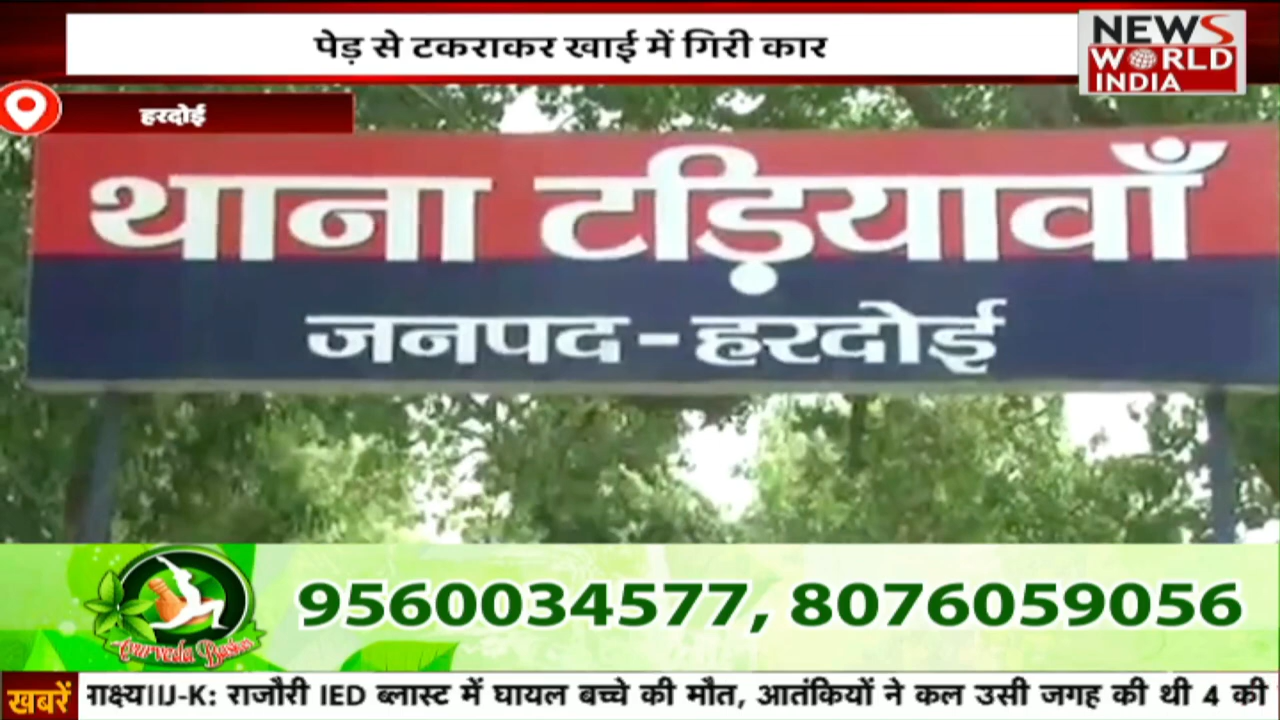 पेड़ से टकराकर खाई में गिरी कार
NEWS
WORLD
INDIA
हरदोई
थाना टड़ियावाँ
जनपद-हरदोई
9560034577, 8076059056
Ayurveda
खबरें
J-K: राजौरी IED ब्लास्ट में घायल बच्चे की मौत, आतंकियों ने कल उसी जगह की थी 4 की